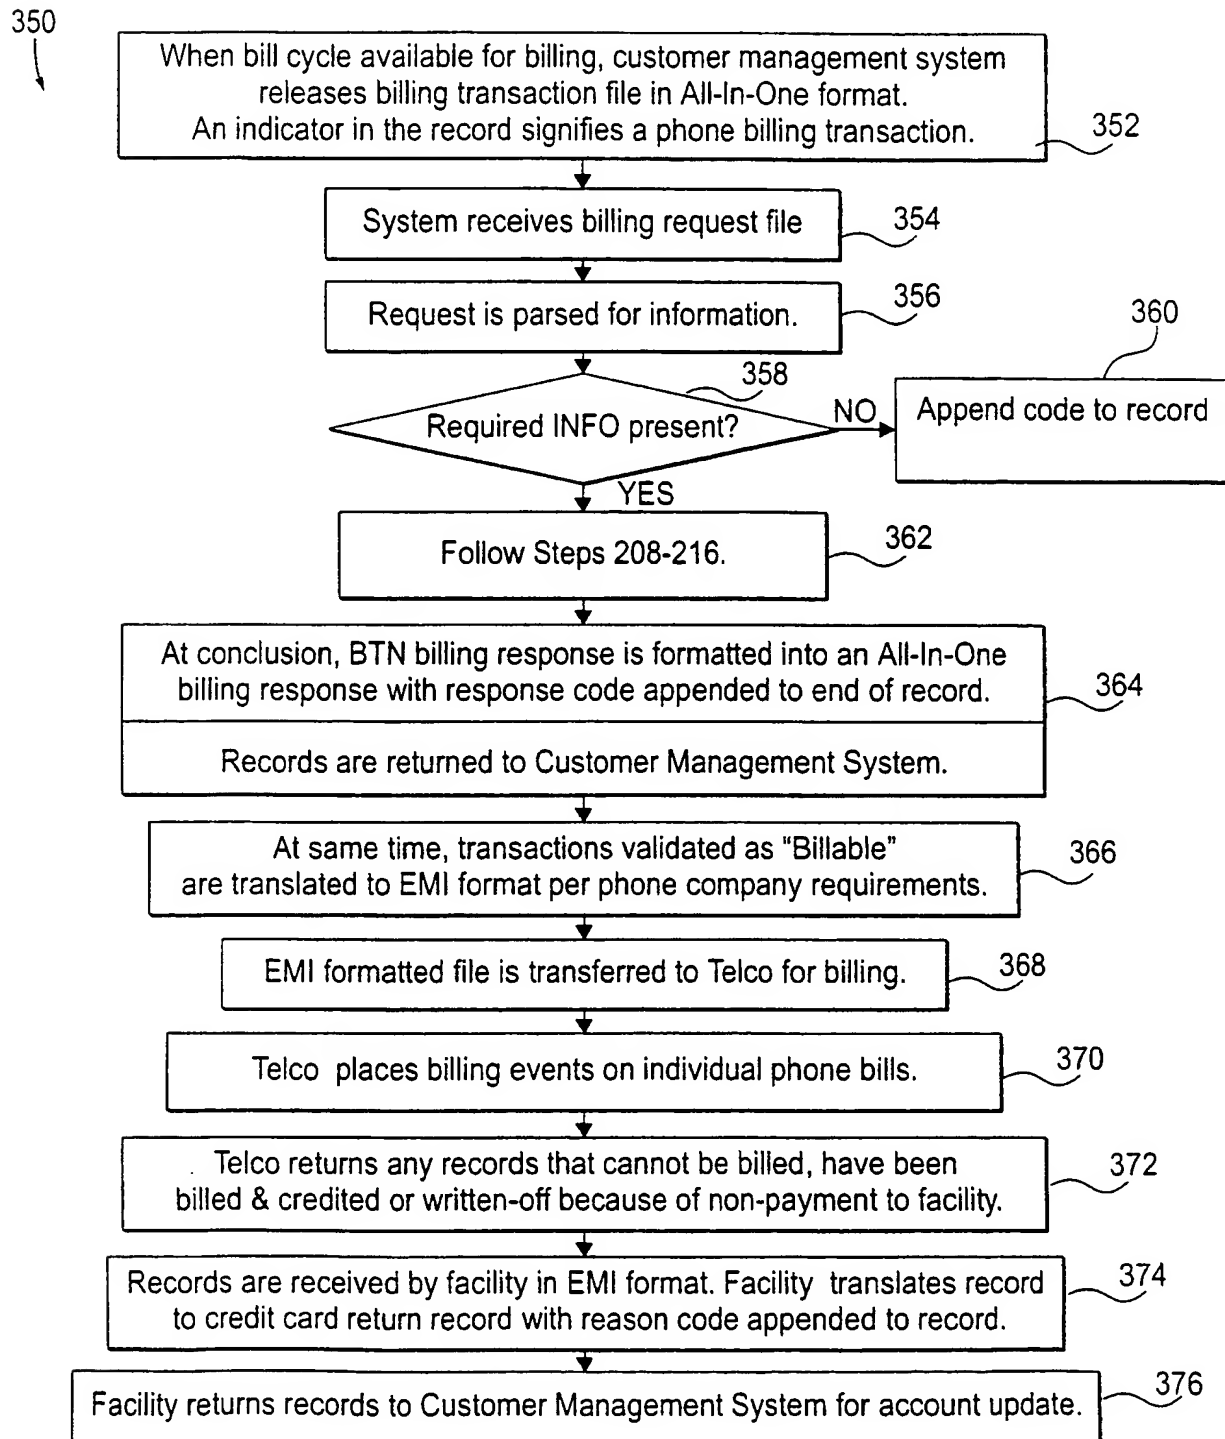 350
When bill cycle available for billing, customer management system
releases billing transaction file in All-In-One format.
An indicator in the record signifies a phone billing transaction.
352
System receives billing request file
354
Request is parsed for information.
356
358
360
Required INFO present?
NO
Append code to record
YES
Follow Steps 208-216.
362
At conclusion, BTN billing response is formatted into an All-In-One
billing response with response code appended to end of record.
364
Records are returned to Customer Management System.
At same time, transactions validated as "Billable"
are translated to EMI format per phone company requirements.
366
EMI formatted file is transferred to Telco for billing.
368
Telco places billing events on individual phone bills.
370
Telco returns any records that cannot be billed, have been
billed & credited or written-off because of non-payment to facility.
372
Records are received by facility in EMI format. Facility translates record
to credit card return record with reason code appended to record.
374
Facility returns records to Customer Management System for account update.
376